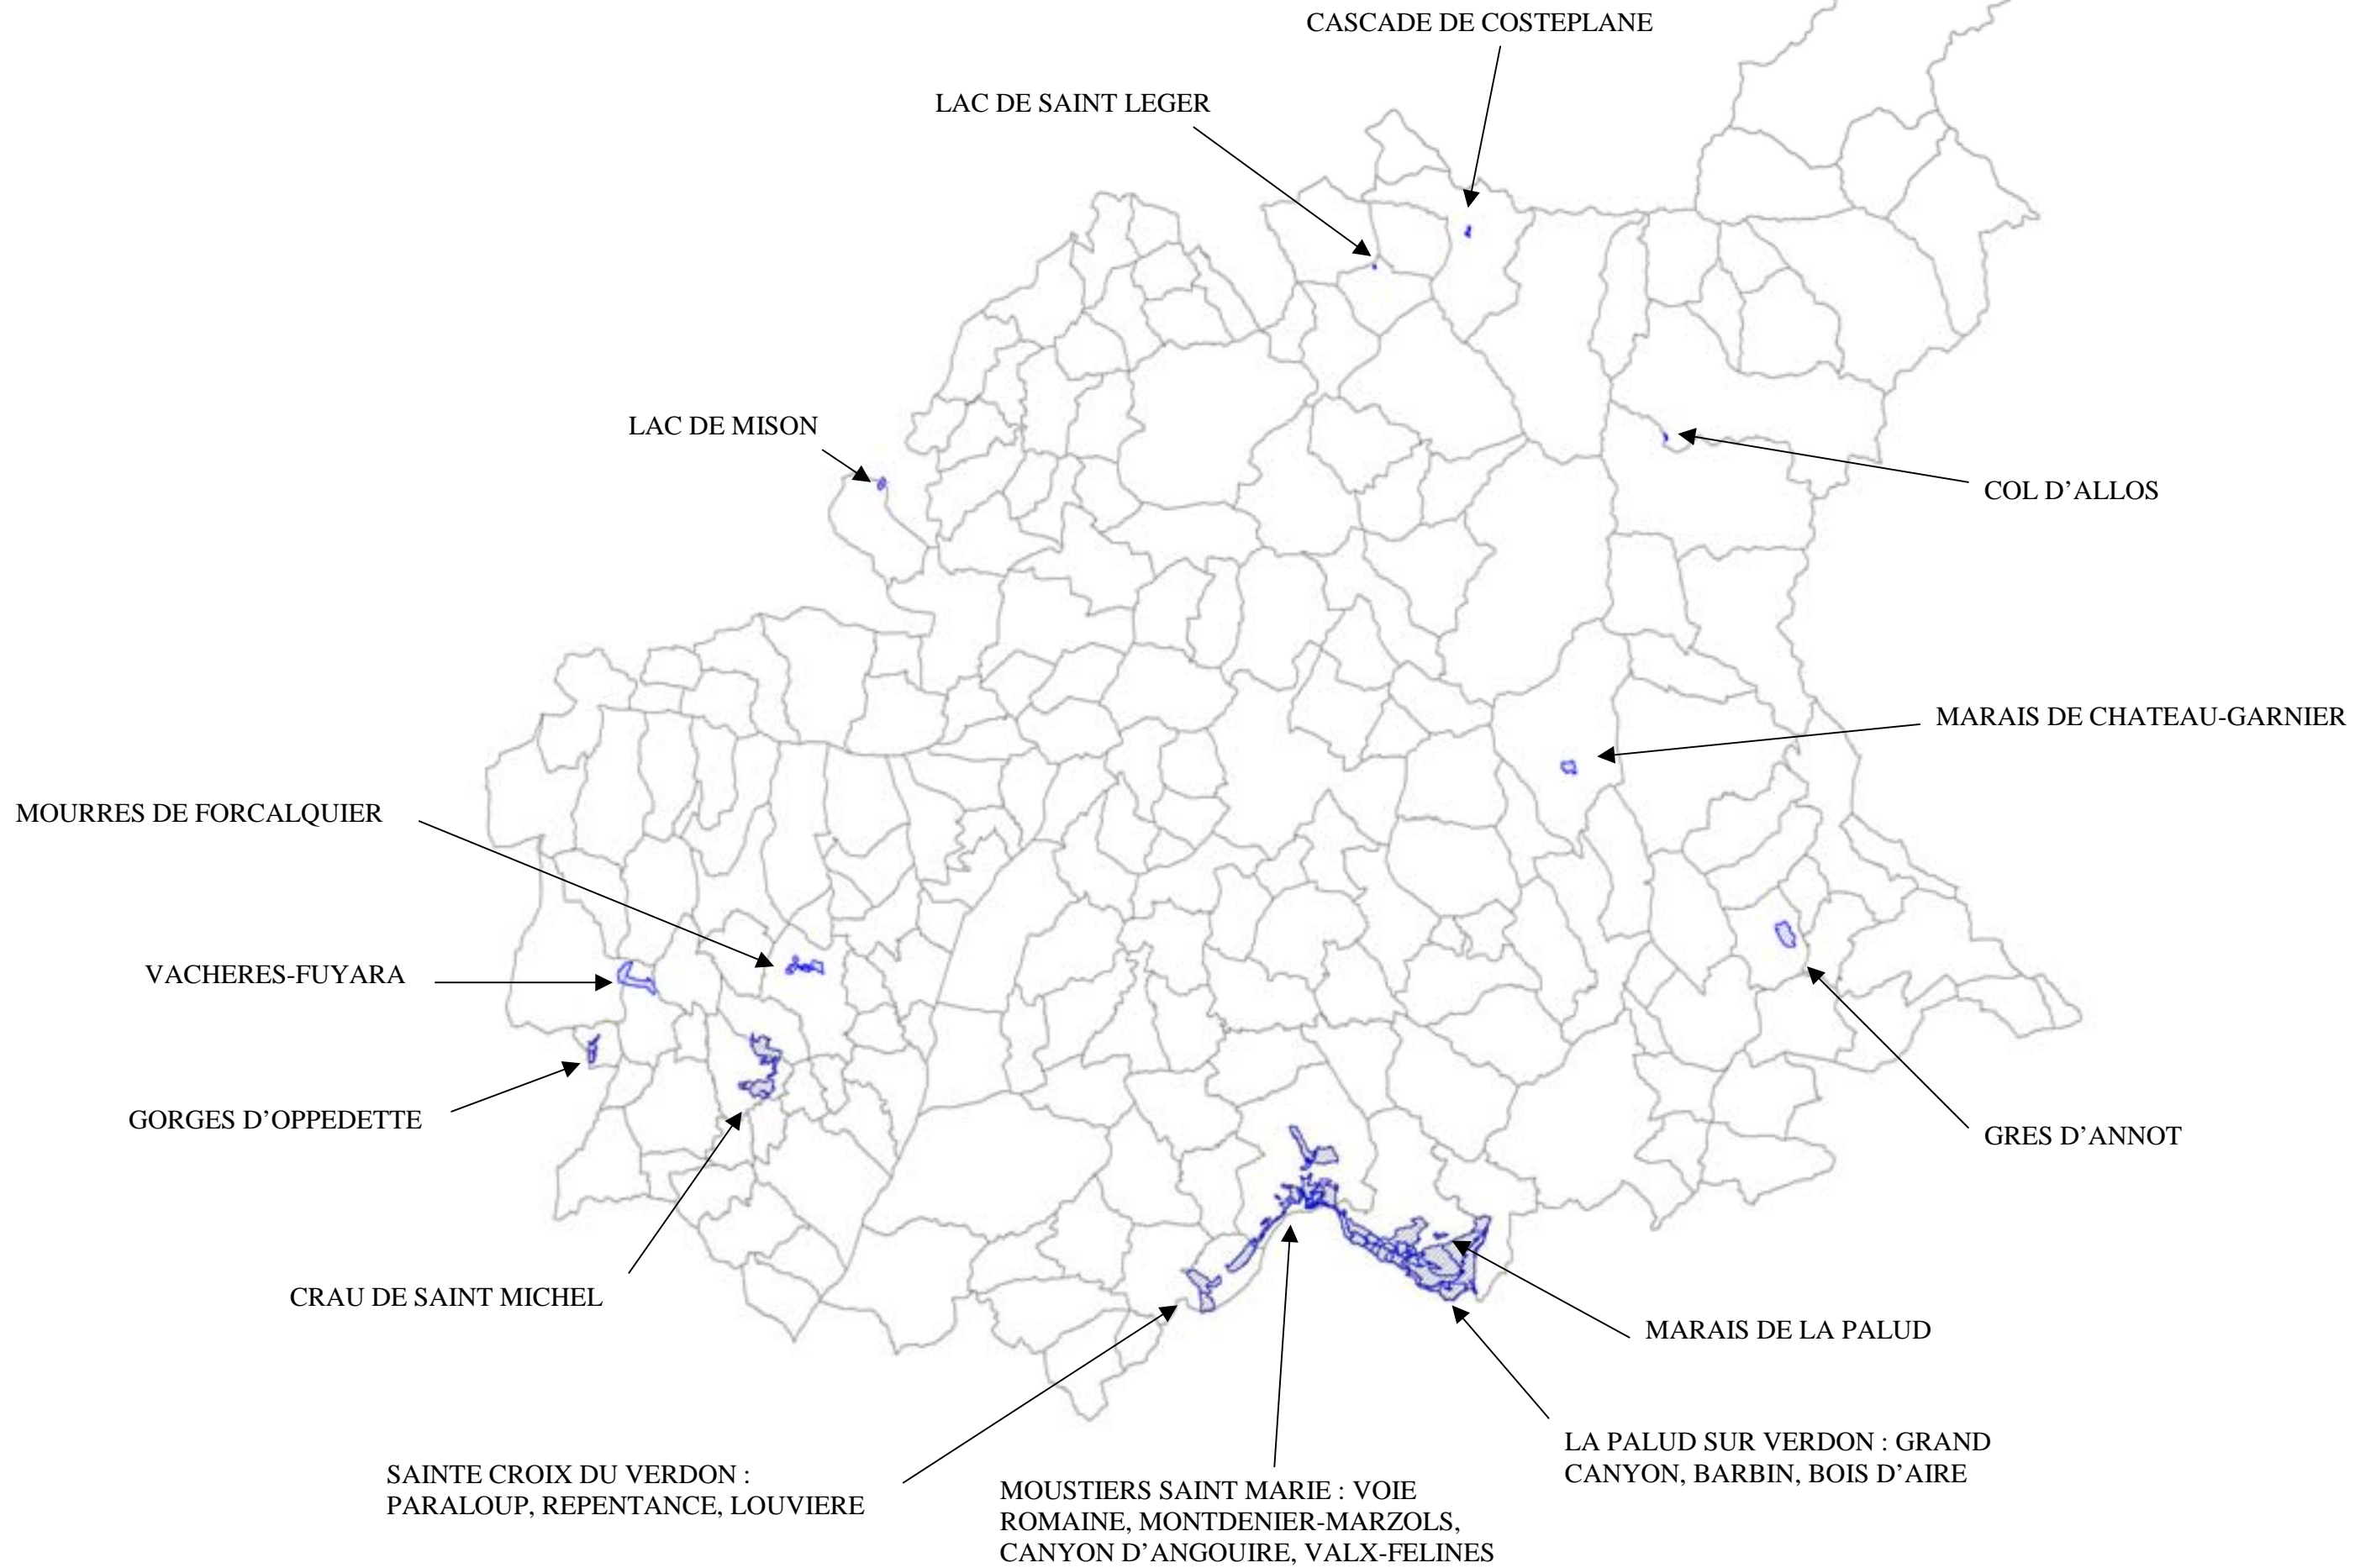 CASCADE DE COSTEPLANE
LAC DE SAINT LEGER
LAC DE MISON
COL D’ALLOS
MARAIS DE CHATEAU-GARNIER
MOURRES DE FORCALQUIER
VACHERES-FUYARA
GORGES D’OPPEDETTE
GRES D’ANNOT
CRAU DE SAINT MICHEL
MARAIS DE LA PALUD
LA PALUD SUR VERDON : GRAND
CANYON, BARBIN, BOIS D’AIRE
SAINTE CROIX DU VERDON :
PARALOUP, REPENTANCE, LOUVIERE
MOUSTIERS SAINT MARIE : VOIE
ROMAINE, MONTDENIER-MARZOLS,
CANYON D’ANGOUIRE, VALX-FELINES